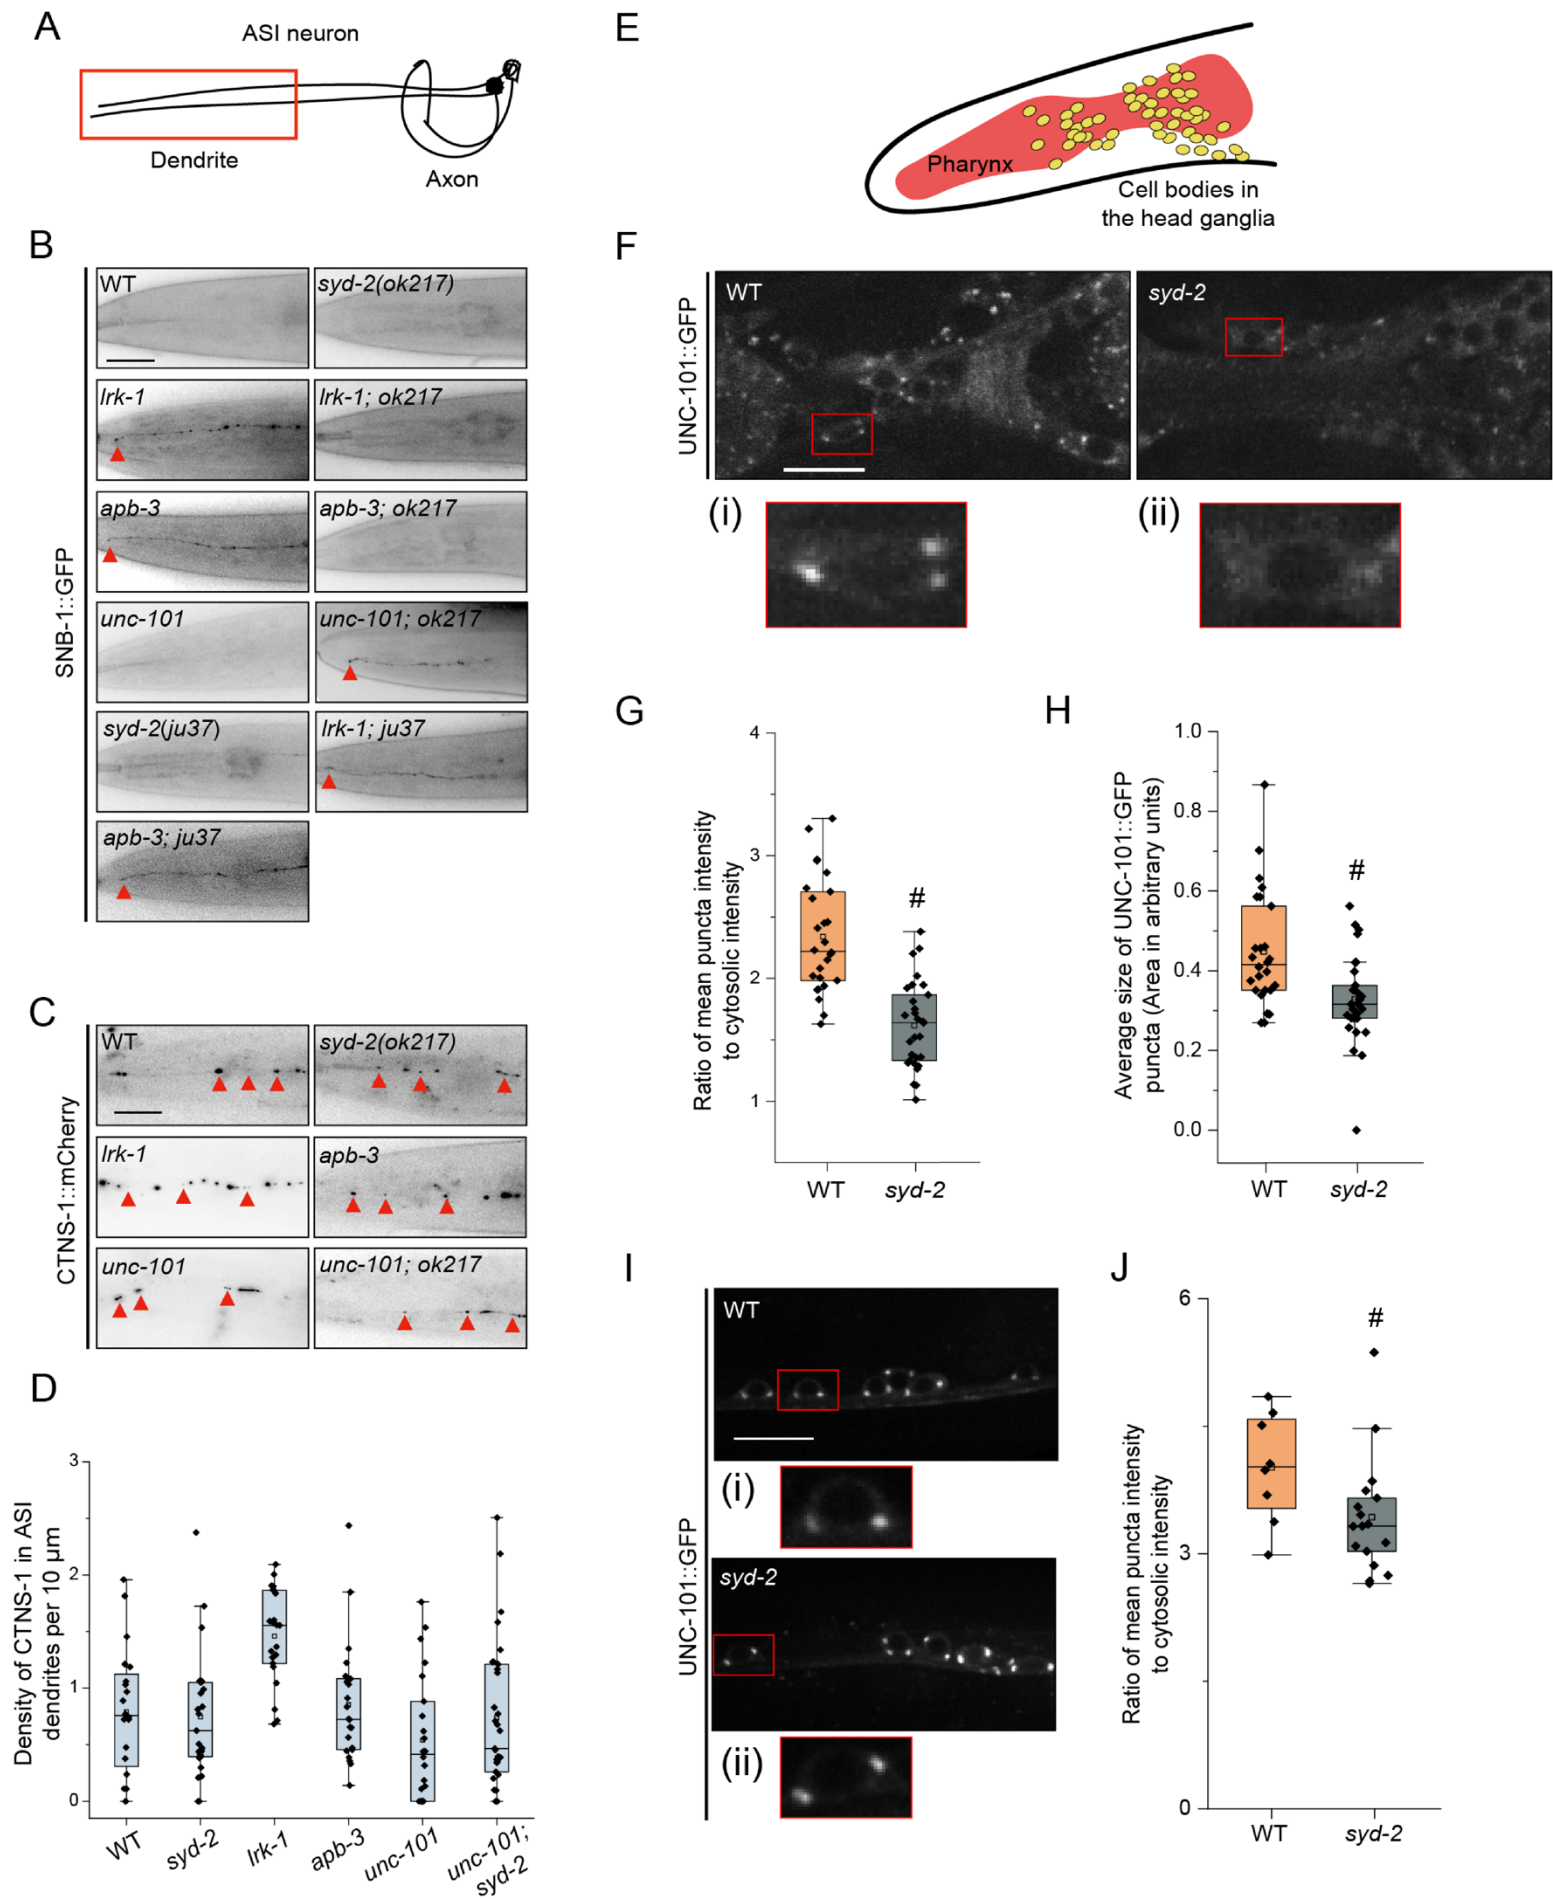 A
ASI neuron
Dendrite
Axon
B
SNB-1::GFP
WT
syd-2(ok217)
lrk-1
lrk-1; ok217
apb-3
apb-3; ok217
unc-101
unc-101; ok217
syd-2(ju37)
lrk-1; ju37
apb-3; ju37
C
CTNS-1::mCherry
WT
syd-2(ok217)
lrk-1
apb-3
unc-101
unc-101; ok217
D
Density of CTNS-1 in ASI
dendrites per 10 µm
3
2
1
0
WT
syd-2
lrk-1
apb-3
unc-101
unc-101;
syd-2
E
Pharynx
Cell bodies in
the head ganglia
F
UNC-101::GFP
WT
syd-2
(i)
(ii)
G
Ratio of mean puncta intensity
to cytosolic intensity
4
3
2
1
#
WT
syd-2
H
Average size of UNC-101::GFP
puncta (Area in arbitrary units)
1.0
0.8
0.6
0.4
0.2
0.0
#
WT
syd-2
I
UNC-101::GFP
WT
(i)
syd-2
(ii)
J
Ratio of mean puncta intensity
to cytosolic intensity
6
3
0
#
WT
syd-2